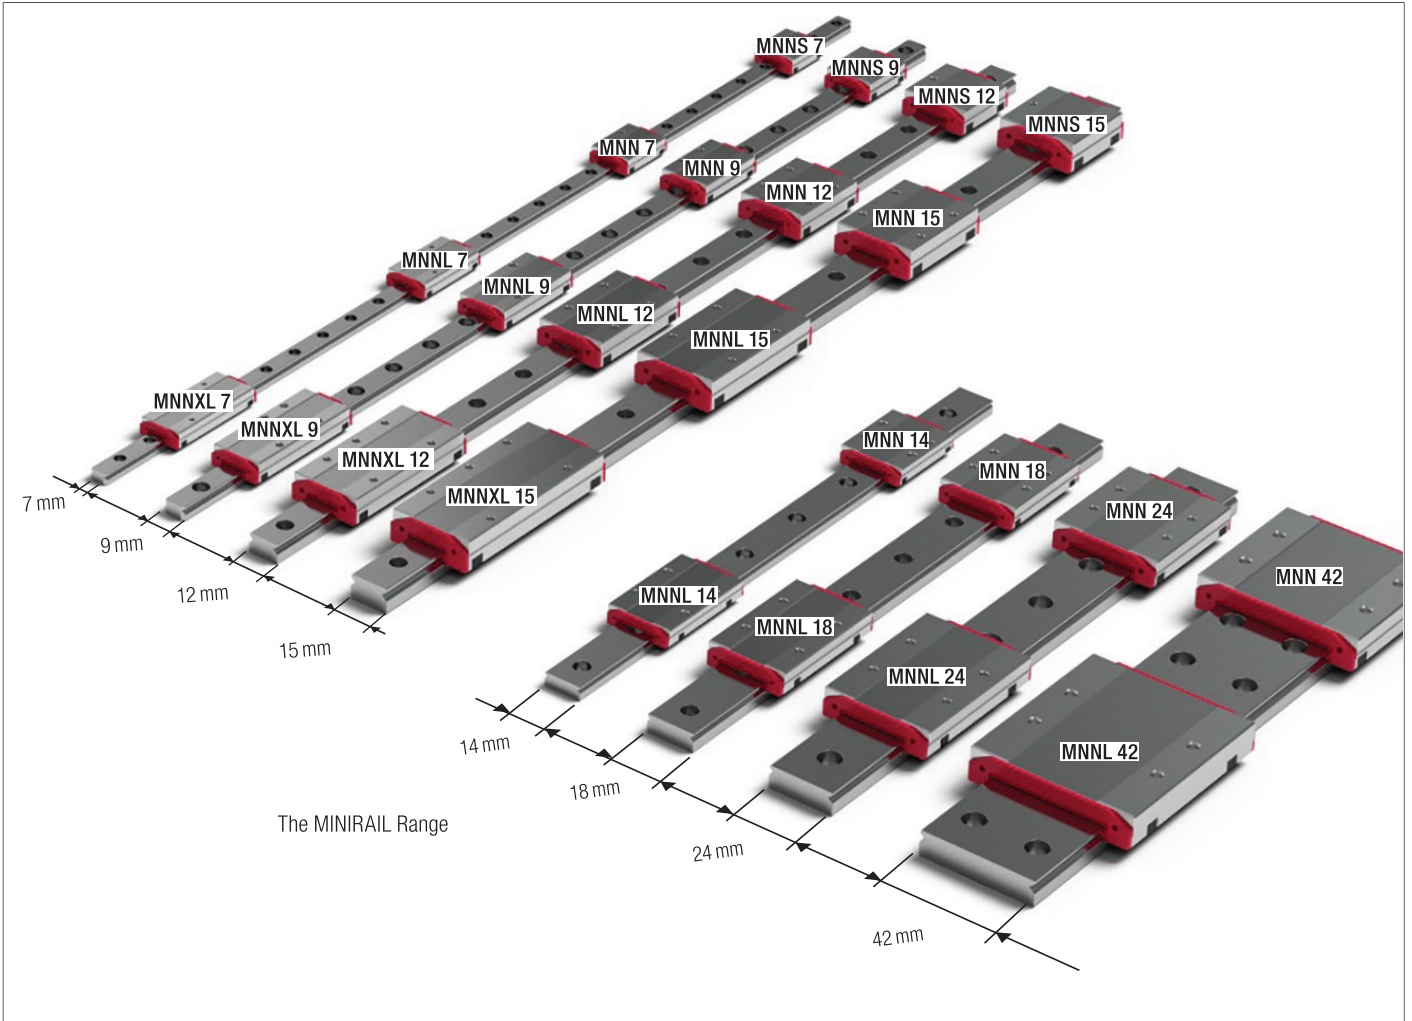 MNNS 7
MNNS 9
MNNS 12
MNNS 15
MNN 7
MNN 9
MNN 12
MNN 15
MNNL 7
MNNL 9
MNNL 12
MNNL 15
MNNXL 7
MNNXL 9
MNNXL 12
MNNXL 15
7 mm
9 mm
12 mm
15 mm
MNN 14
MNN 18
MNN 24
MNN 42
MNNL 14
MNNL 18
MNNL 24
MNNL 42
14 mm
18 mm
24 mm
42 mm
The MINIRAIL Range